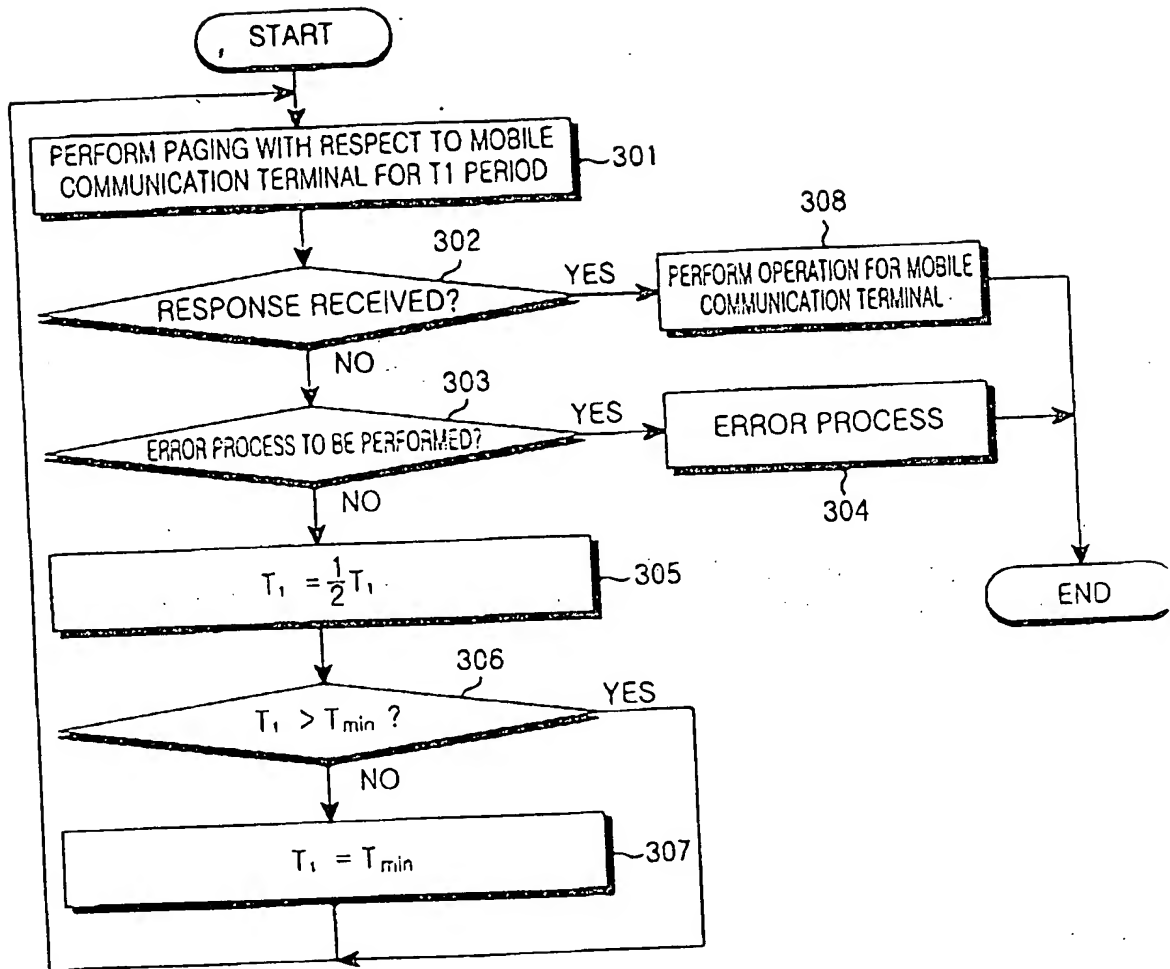 START
PERFORM PAGING WITH RESPECT TO MOBILE
COMMUNICATION TERMINAL FOR T1 PERIOD
301
302
RESPONSE RECEIVED?
YES
308
PERFORM OPERATION FOR MOBILE
COMMUNICATION TERMINAL
NO
303
ERROR PROCESS TO BE PERFORMED?
YES
ERROR PROCESS
304
NO
T₁ = 1/2 T₁
305
END
306
T₁ > Tmin ?
YES
NO
T₁ = Tmin
307